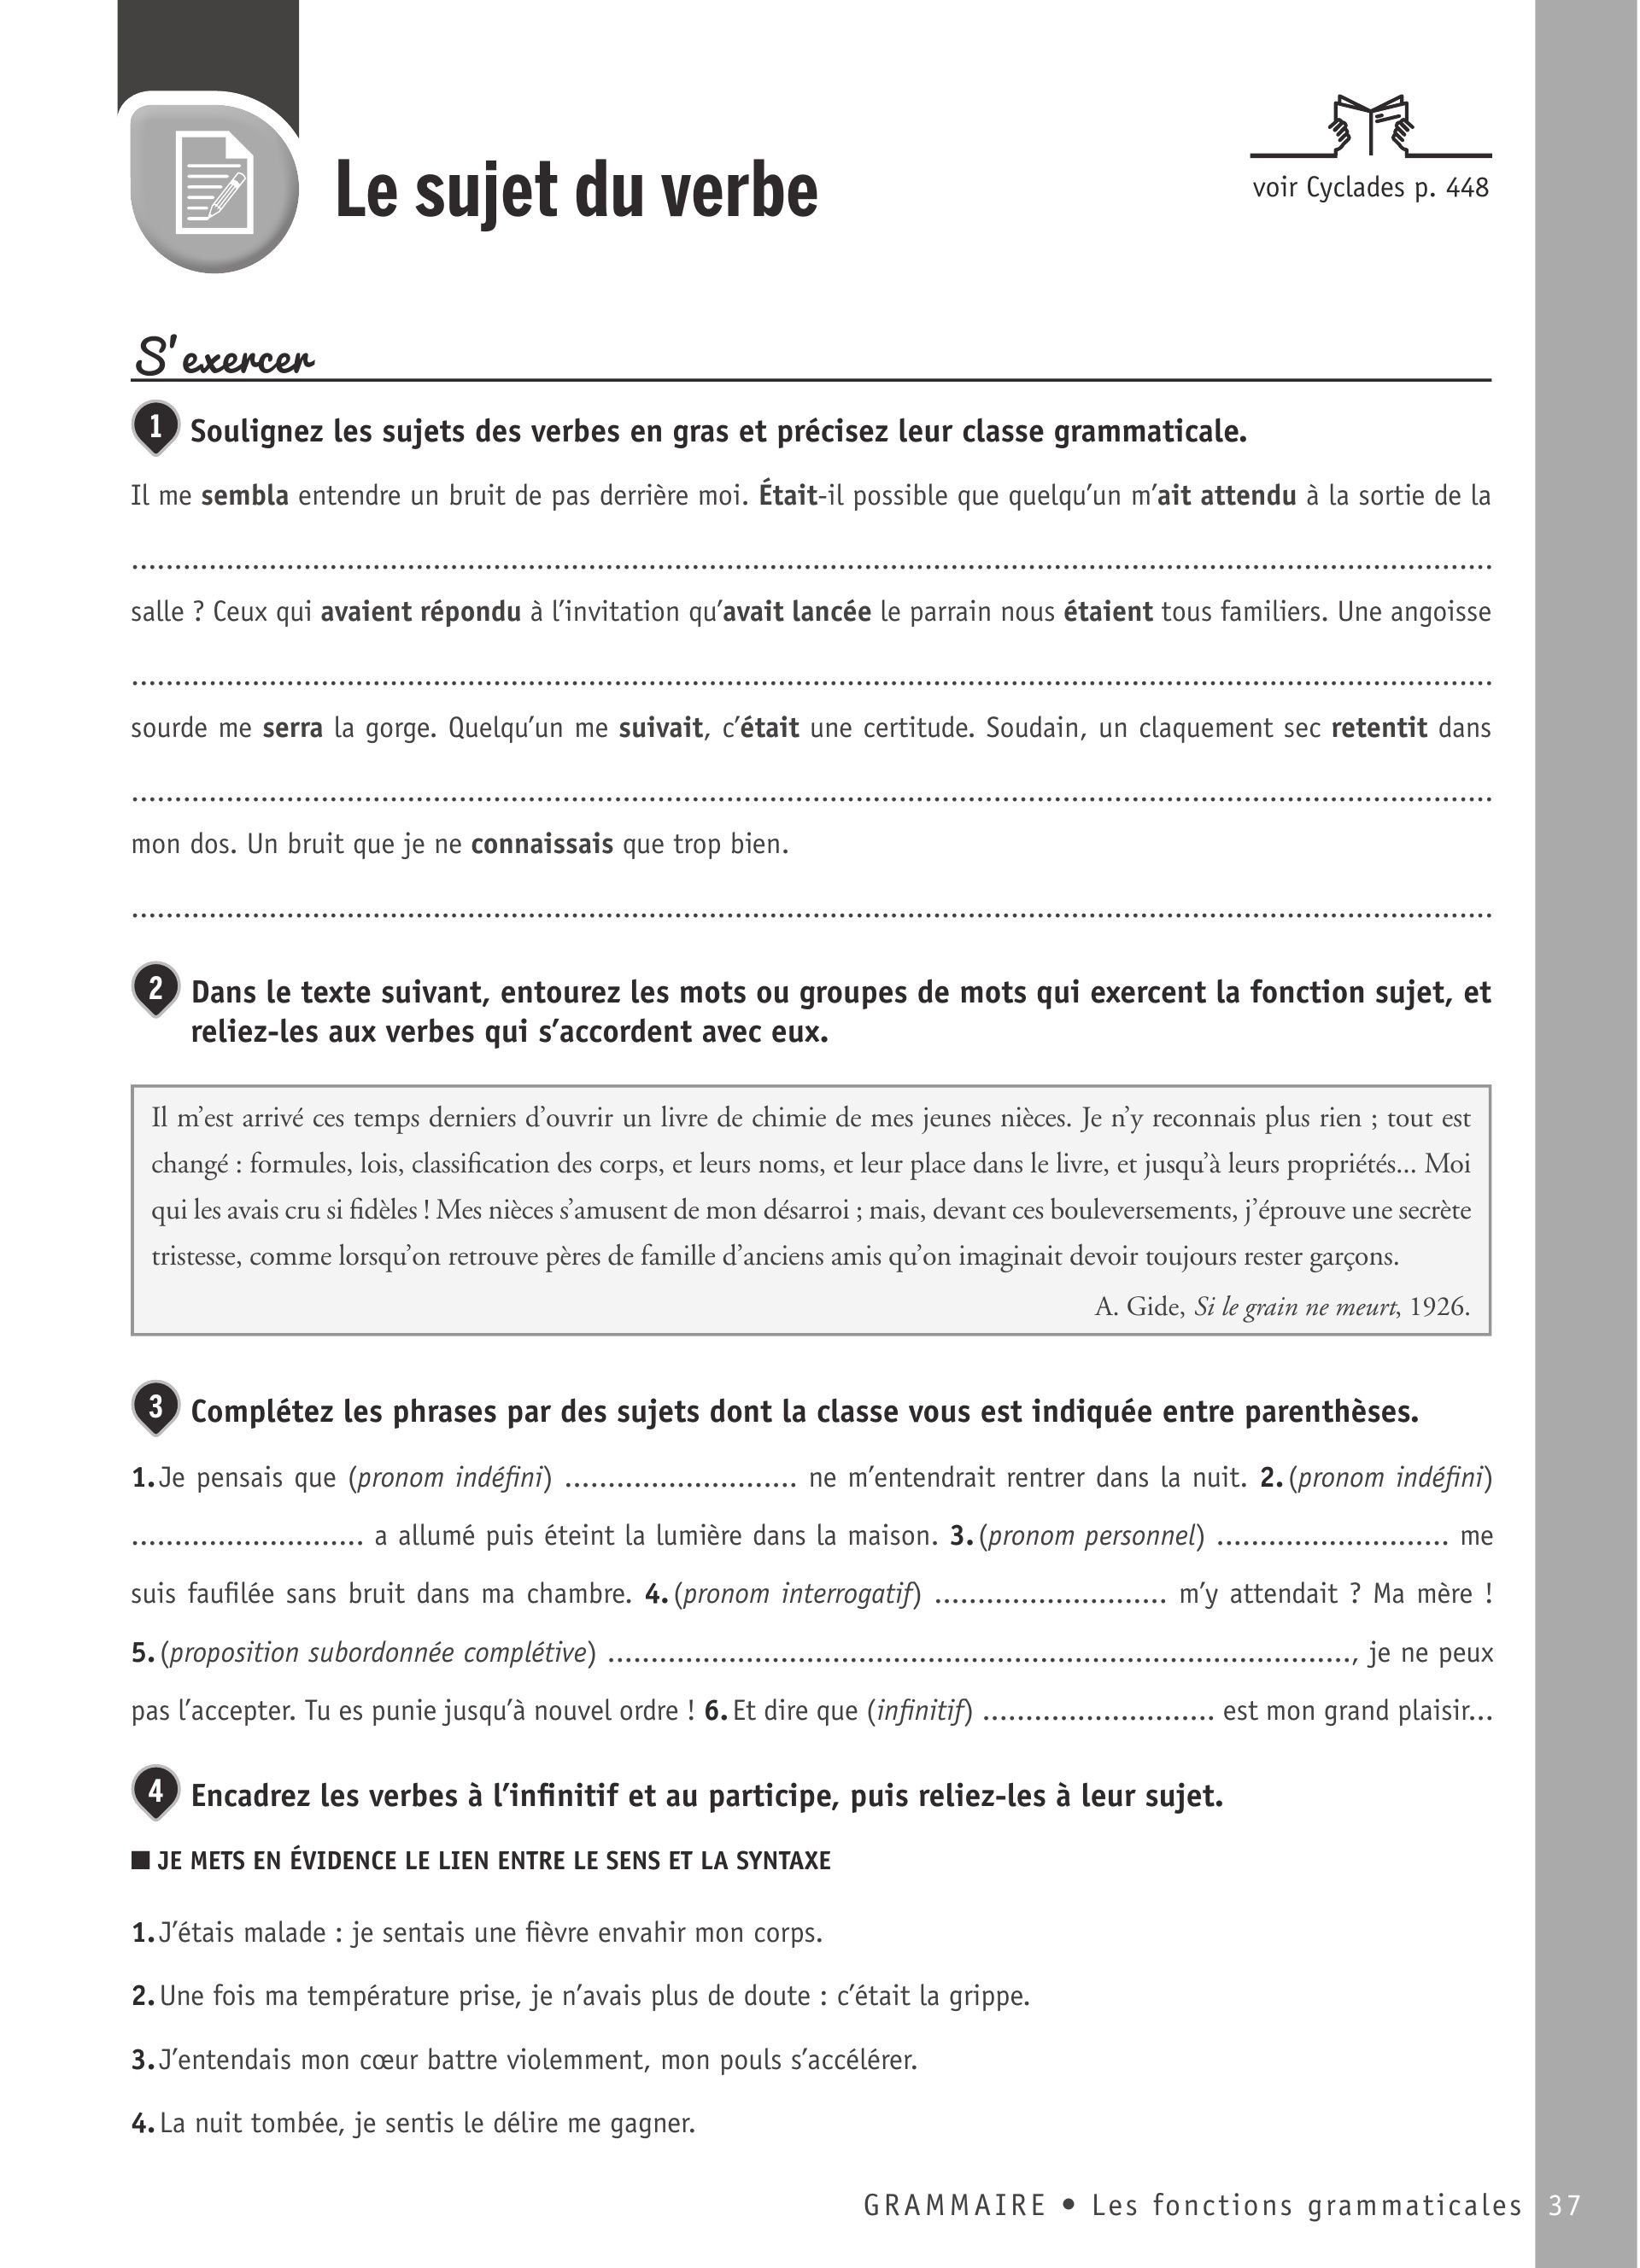 Le sujet du verbe
voir Cyclades p. 448
S'exercer
1 Soulignez les sujets des verbes en gras et précisez leur classe grammaticale.
Il me sembla entendre un bruit de pas derrière moi. Était-il possible que quelqu'un m'ait attendu à la sortie de la
................................................................................
salle ? Ceux qui avaient répondu à l'invitation qu'avait lancée le parrain nous étaient tous familiers. Une angoisse
................................................................................
sourde me serra la gorge. Quelqu'un me suivait, c'était une certitude. Soudain, un claquement sec retentit dans
................................................................................
mon dos. Un bruit que je ne connaissais que trop bien.
................................................................................
2 Dans le texte suivant, entourez les mots ou groupes de mots qui exercent la fonction sujet, et
reliez-les aux verbes qui s'accordent avec eux.
Il m'est arrivé ces temps derniers d'ouvrir un livre de chimie de mes jeunes nièces. Je n'y reconnais plus rien ; tout est
changé : formules, lois, classification des corps, et leurs noms, et leur place dans le livre, et jusqu'à leurs propriétés... Moi
qui les avais cru si fidèles ! Mes nièces s'amusent de mon désarroi ; mais, devant ces bouleversements, j'éprouve une secrète
tristesse, comme lorsqu'on retrouve pères de famille d'anciens amis qu'on imaginait devoir toujours rester garçons.
A. Gide, Si le grain ne meurt, 1926.
3 Complétez les phrases par des sujets dont la classe vous est indiquée entre parenthèses.
1. Je pensais que (pronom indéfini) ........................... ne m'entendrait rentrer dans la nuit. 2. (pronom indéfini)
........................... a allumé puis éteint la lumière dans la maison. 3. (pronom personnel) ........................... me
suis faufilée sans bruit dans ma chambre. 4. (pronom interrogatif) ........................... m'y attendait ? Ma mère !
5. (proposition subordonnée complétive) ......................................................................................, je ne peux
pas l'accepter. Tu es punie jusqu'à nouvel ordre ! 6. Et dire que (infinitif) ........................... est mon grand plaisir...
4 Encadrez les verbes à l'infinitif et au participe, puis reliez-les à leur sujet.
■ JE METS EN ÉVIDENCE LE LIEN ENTRE LE SENS ET LA SYNTAXE
1. J'étais malade : je sentais une fièvre envahir mon corps.
2. Une fois ma température prise, je n'avais plus de doute : c'était la grippe.
3. J'entendais mon cœur battre violemment, mon pouls s'accélérer.
4. La nuit tombée, je sentis le délire me gagner.
GRAMMAIRE • Les fonctions grammaticales 37